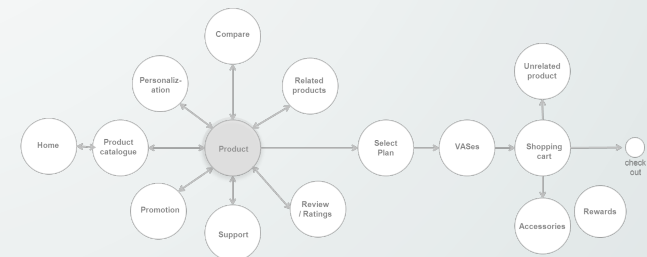 Compare
Personaliz-
ation
Related
products
Unrelated
product
Home
Product
catalogue
Product
Select
Plan
VASes
Shopping
cart
check
out
Promotion
Support
Review
/ Ratings
Accessories
Rewards